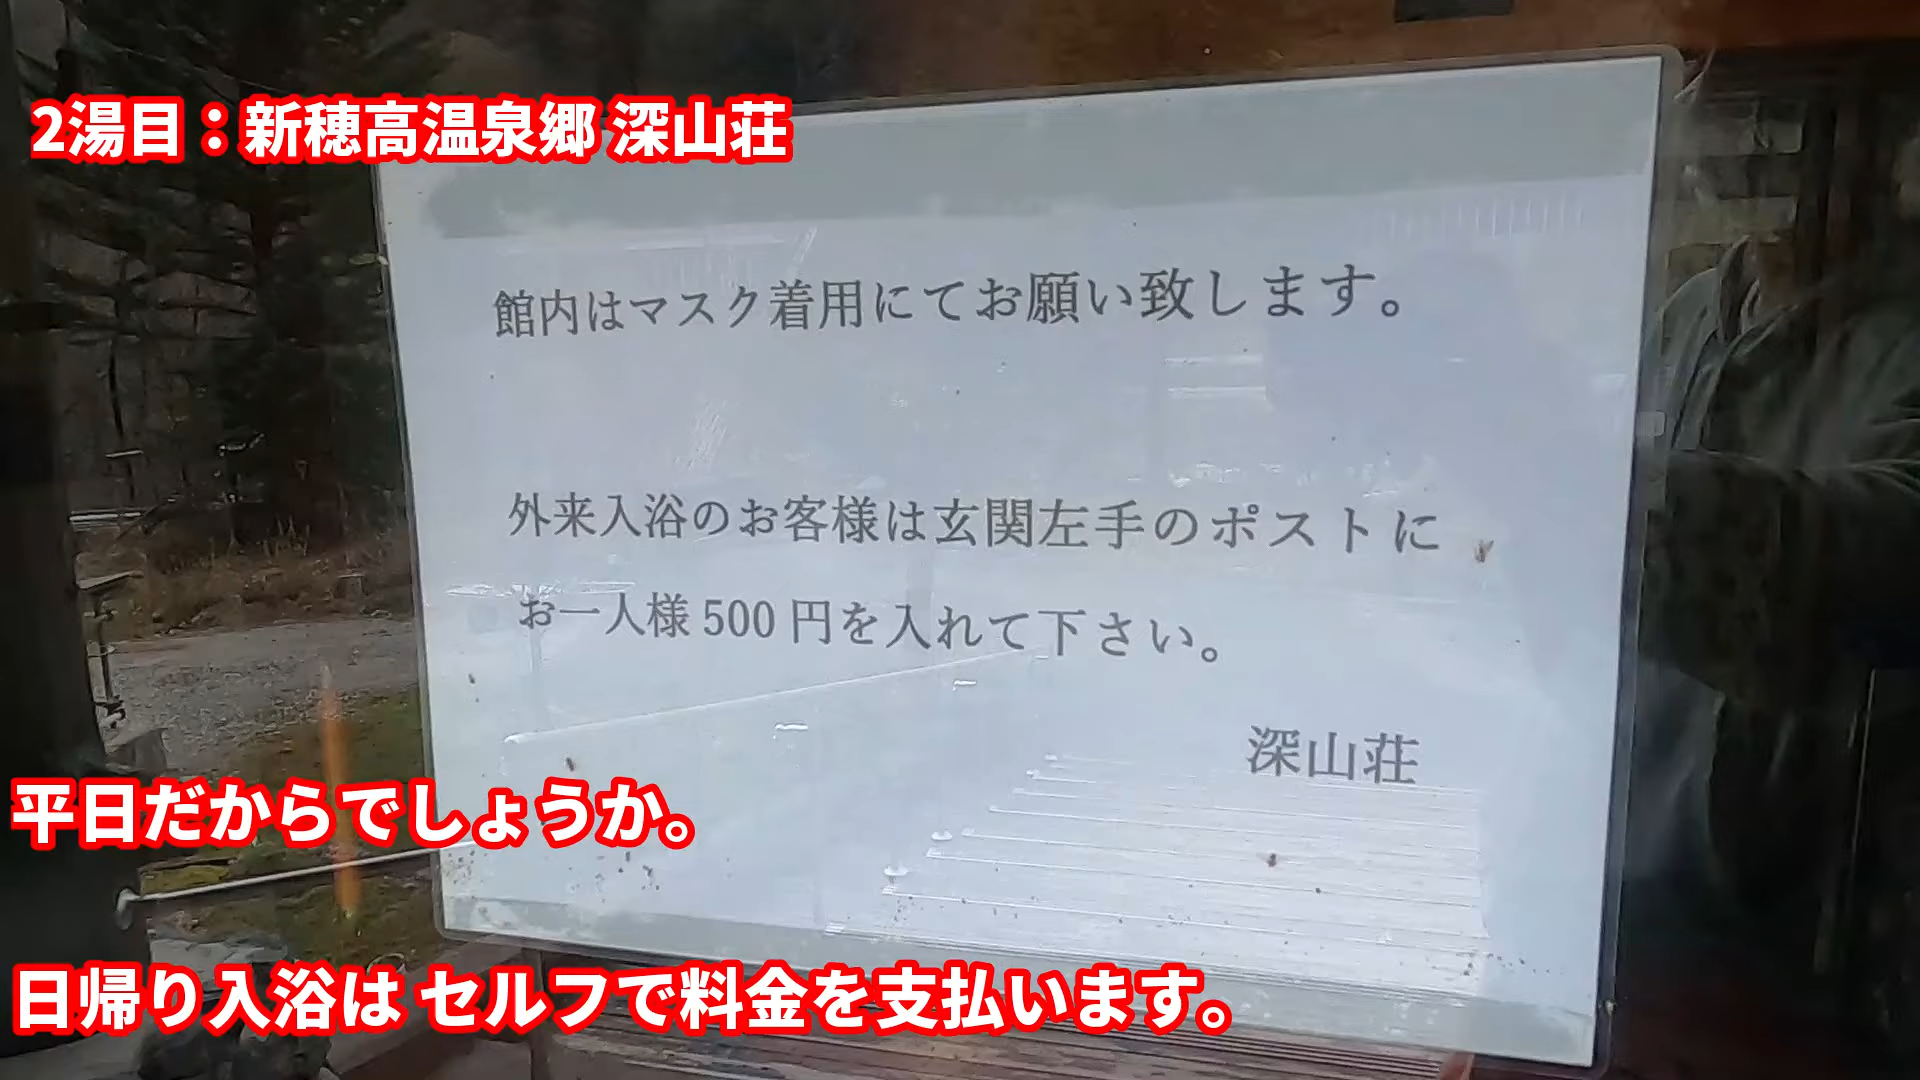 2湯目：新穂高温泉郷 深山荘
館内はマスク着用にてお願い致します。
外来入浴のお客様は玄関左手のポストに
お一人様500円を入れて下さい。
深山荘
平日だからでしょうか。
日帰り入浴は セルフで料金を支払います。